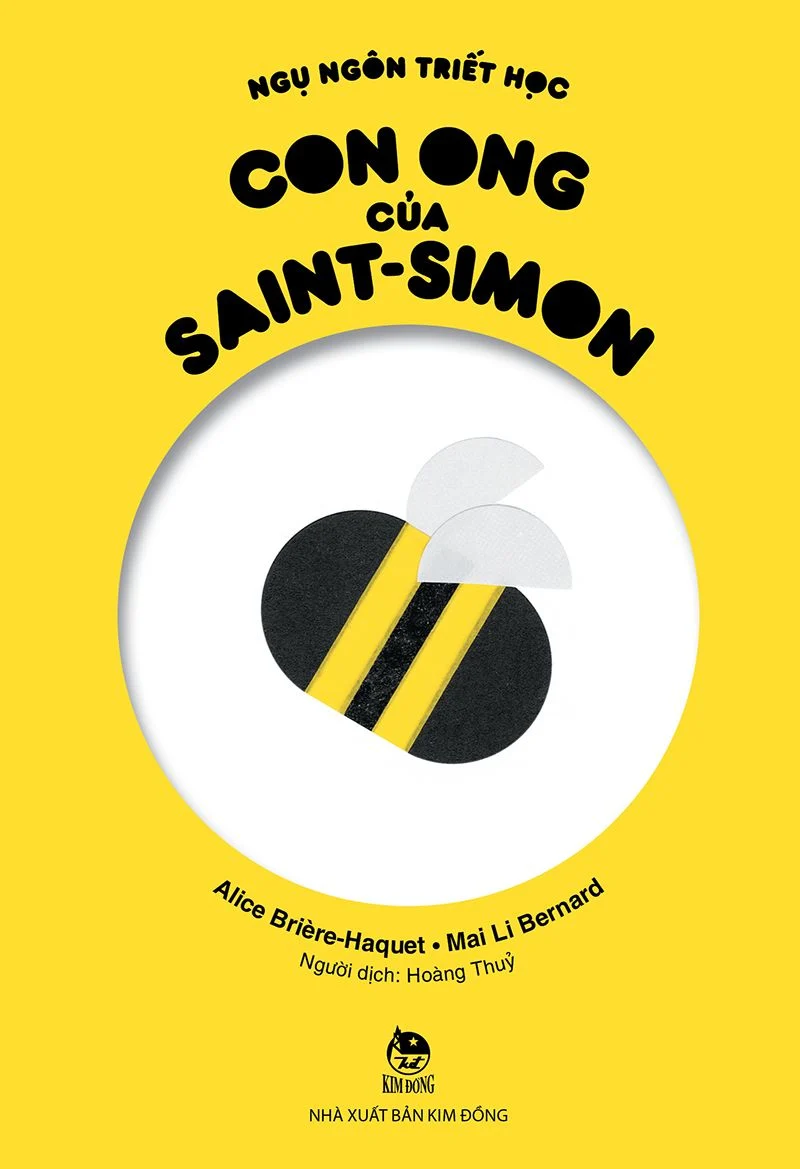 NGỤ NGÔN TRIẾT HỌC
CON ONG
CỦA
SAINT-SIMON
Alice Brière-Haquet • Mai Li Bernard
Người dịch: Hoàng Thuỷ
KIM ĐỒNG
NHÀ XUẤT BẢN KIM ĐỒNG